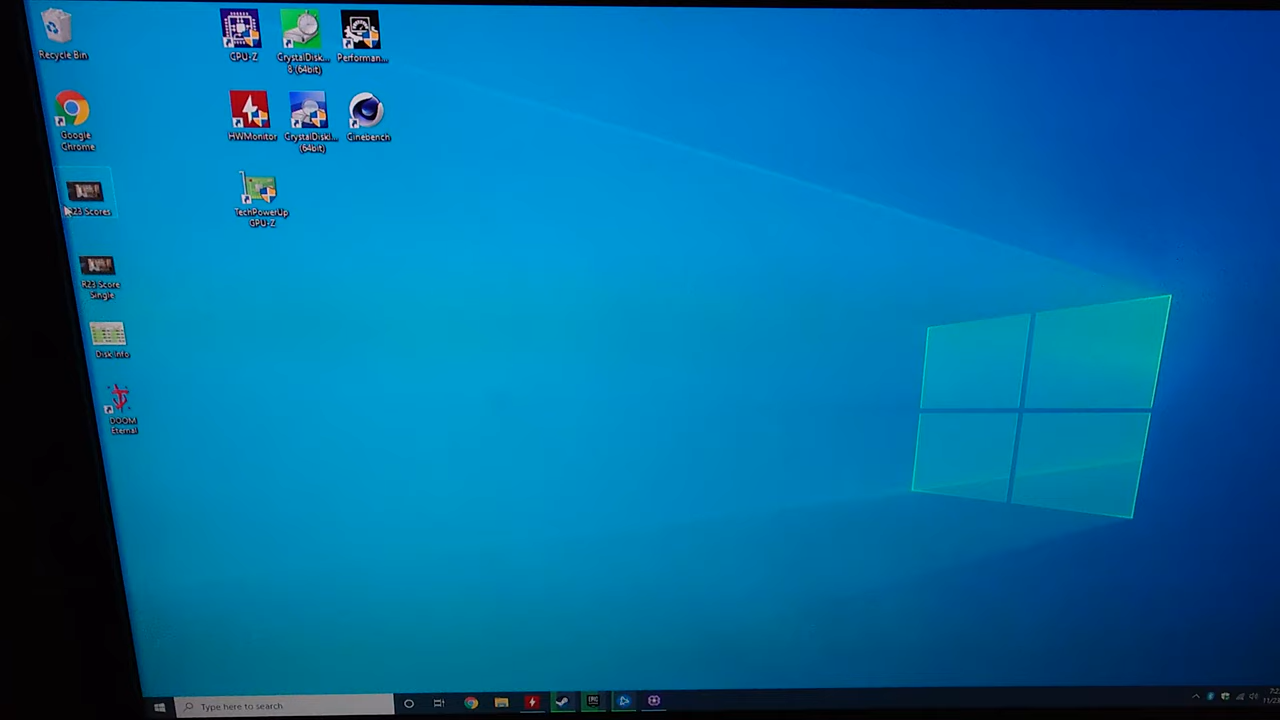 Recycle Bin
CPU-Z
CrystalDisk...
8 (64bit)
Performan...
Google
Chrome
HWMonitor
CrystalDiskI...
(64bit)
Cinebench
R23 Scores
TechPowerUp
GPU-Z
R23 Score
Single
Disk Info
DOOM
Eternal
Type here to search
EPIC